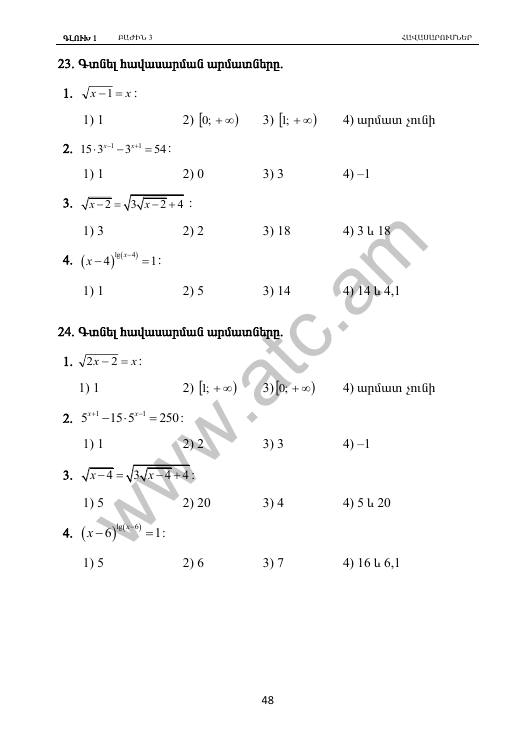 ԳԼՈՒԽ 1 ԲԱԺԻՆ 3 ՀԱՎԱՍԱՐՈՒՄՆԵՐ
23. Գտնել հավասարման արմատները.
1. √(x−1) = x :
1) 1 2) [0; +∞) 3) [1; +∞) 4) արմատ չունի
2. 15·3^(x−1) − 3^(x+1) = 54 :
1) 1 2) 0 3) 3 4) –1
3. √(x−2) = √(3√(x−2)+4) :
1) 3 2) 2 3) 18 4) 3 և 18
4. (x−4)^(lg(x−4)) = 1 :
1) 1 2) 5 3) 14 4) 14 և 4,1
24. Գտնել հավասարման արմատները.
1. √(2x−2) = x :
1) 1 2) [1; +∞) 3) [0; +∞) 4) արմատ չունի
2. 5^(x+1) − 15·5^(x−1) = 250 :
1) 1 2) 2 3) 3 4) –1
3. √(x−4) = √(3√(x−4)+4) :
1) 5 2) 20 3) 4 4) 5 և 20
4. (x−6)^(lg(x−6)) = 1 :
1) 5 2) 6 3) 7 4) 16 և 6,1
www.atc.am
48